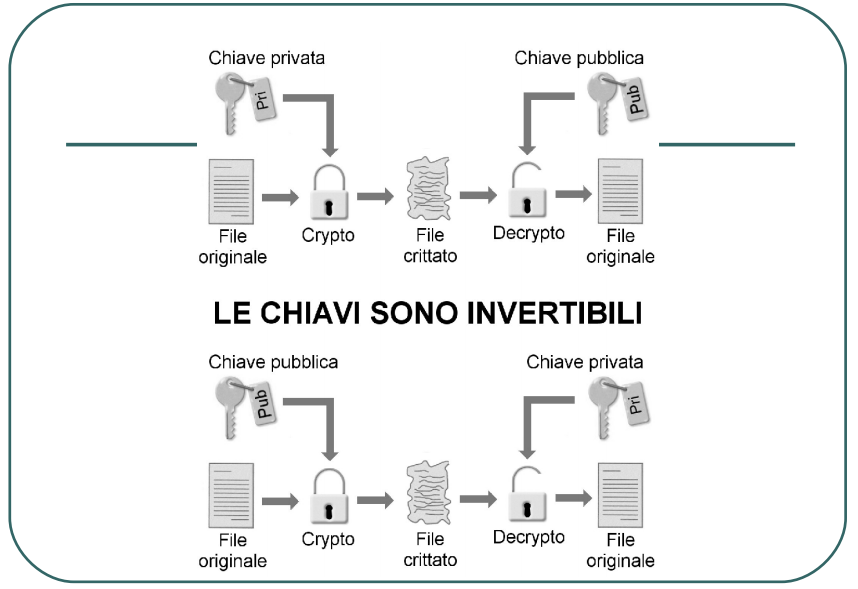 Chiave privata
Chiave pubblica
Pri
Pub
File originale
Crypto
File crittato
Decrypto
File originale
LE CHIAVI SONO INVERTIBILI
Chiave pubblica
Chiave privata
Pub
Pri
File originale
Crypto
File crittato
Decrypto
File originale